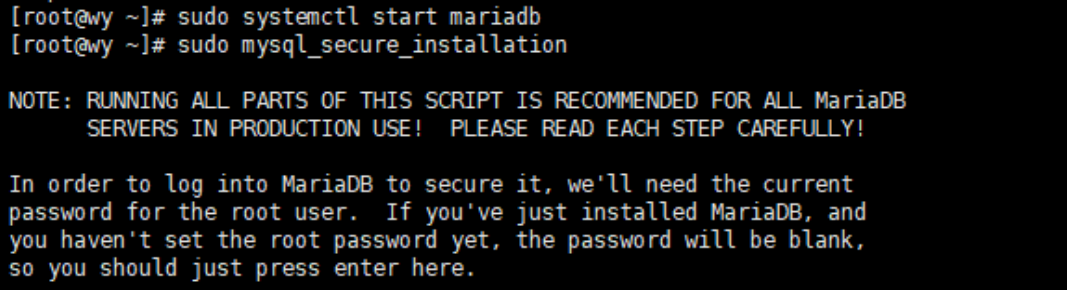 [root@wy ~]# sudo systemctl start mariadb
[root@wy ~]# sudo mysql_secure_installation
NOTE: RUNNING ALL PARTS OF THIS SCRIPT IS RECOMMENDED FOR ALL MariaDB
      SERVERS IN PRODUCTION USE!  PLEASE READ EACH STEP CAREFULLY!
In order to log into MariaDB to secure it, we'll need the current
password for the root user.  If you've just installed MariaDB, and
you haven't set the root password yet, the password will be blank,
so you should just press enter here.